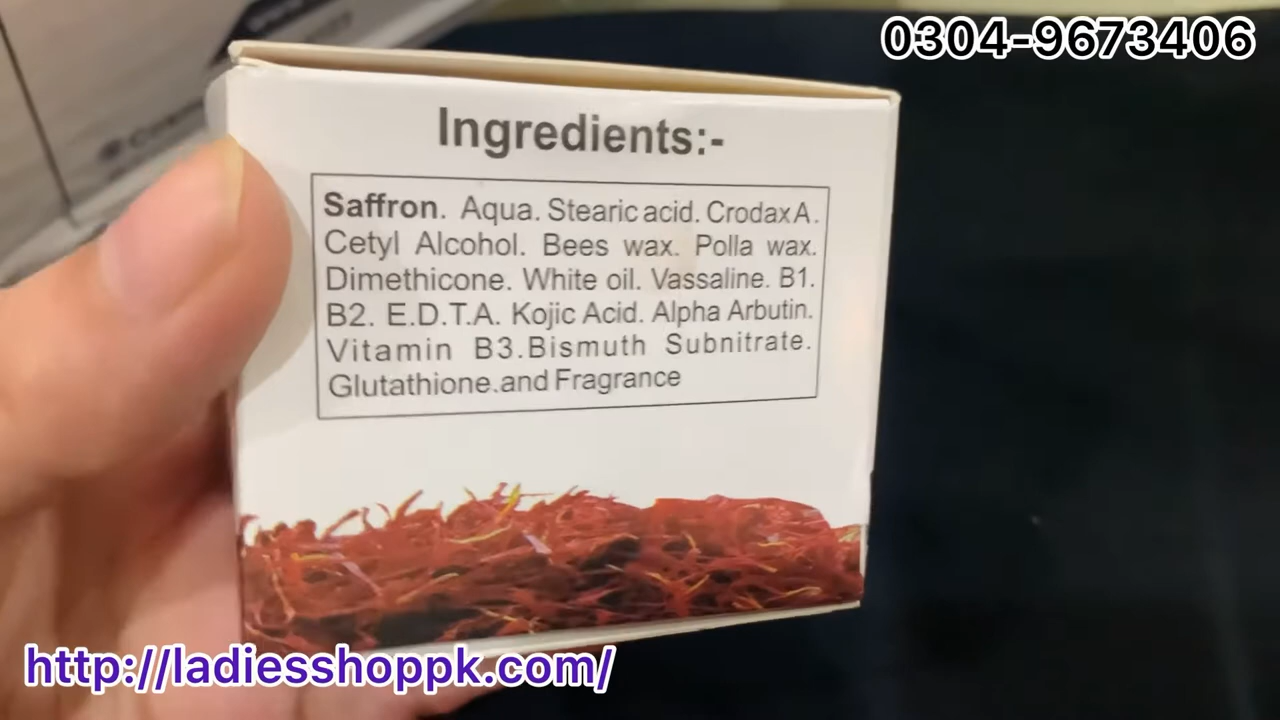 0304-9673406
Ingredients:-
Saffron. Aqua. Stearic acid. Crodax A.
Cetyl Alcohol. Bees wax. Polla wax.
Dimethicone. White oil. Vassaline. B1.
B2. E.D.T.A. Kojic Acid. Alpha Arbutin.
Vitamin B3.Bismuth Subnitrate.
Glutathione.and Fragrance
http://ladiesshoppk.com/